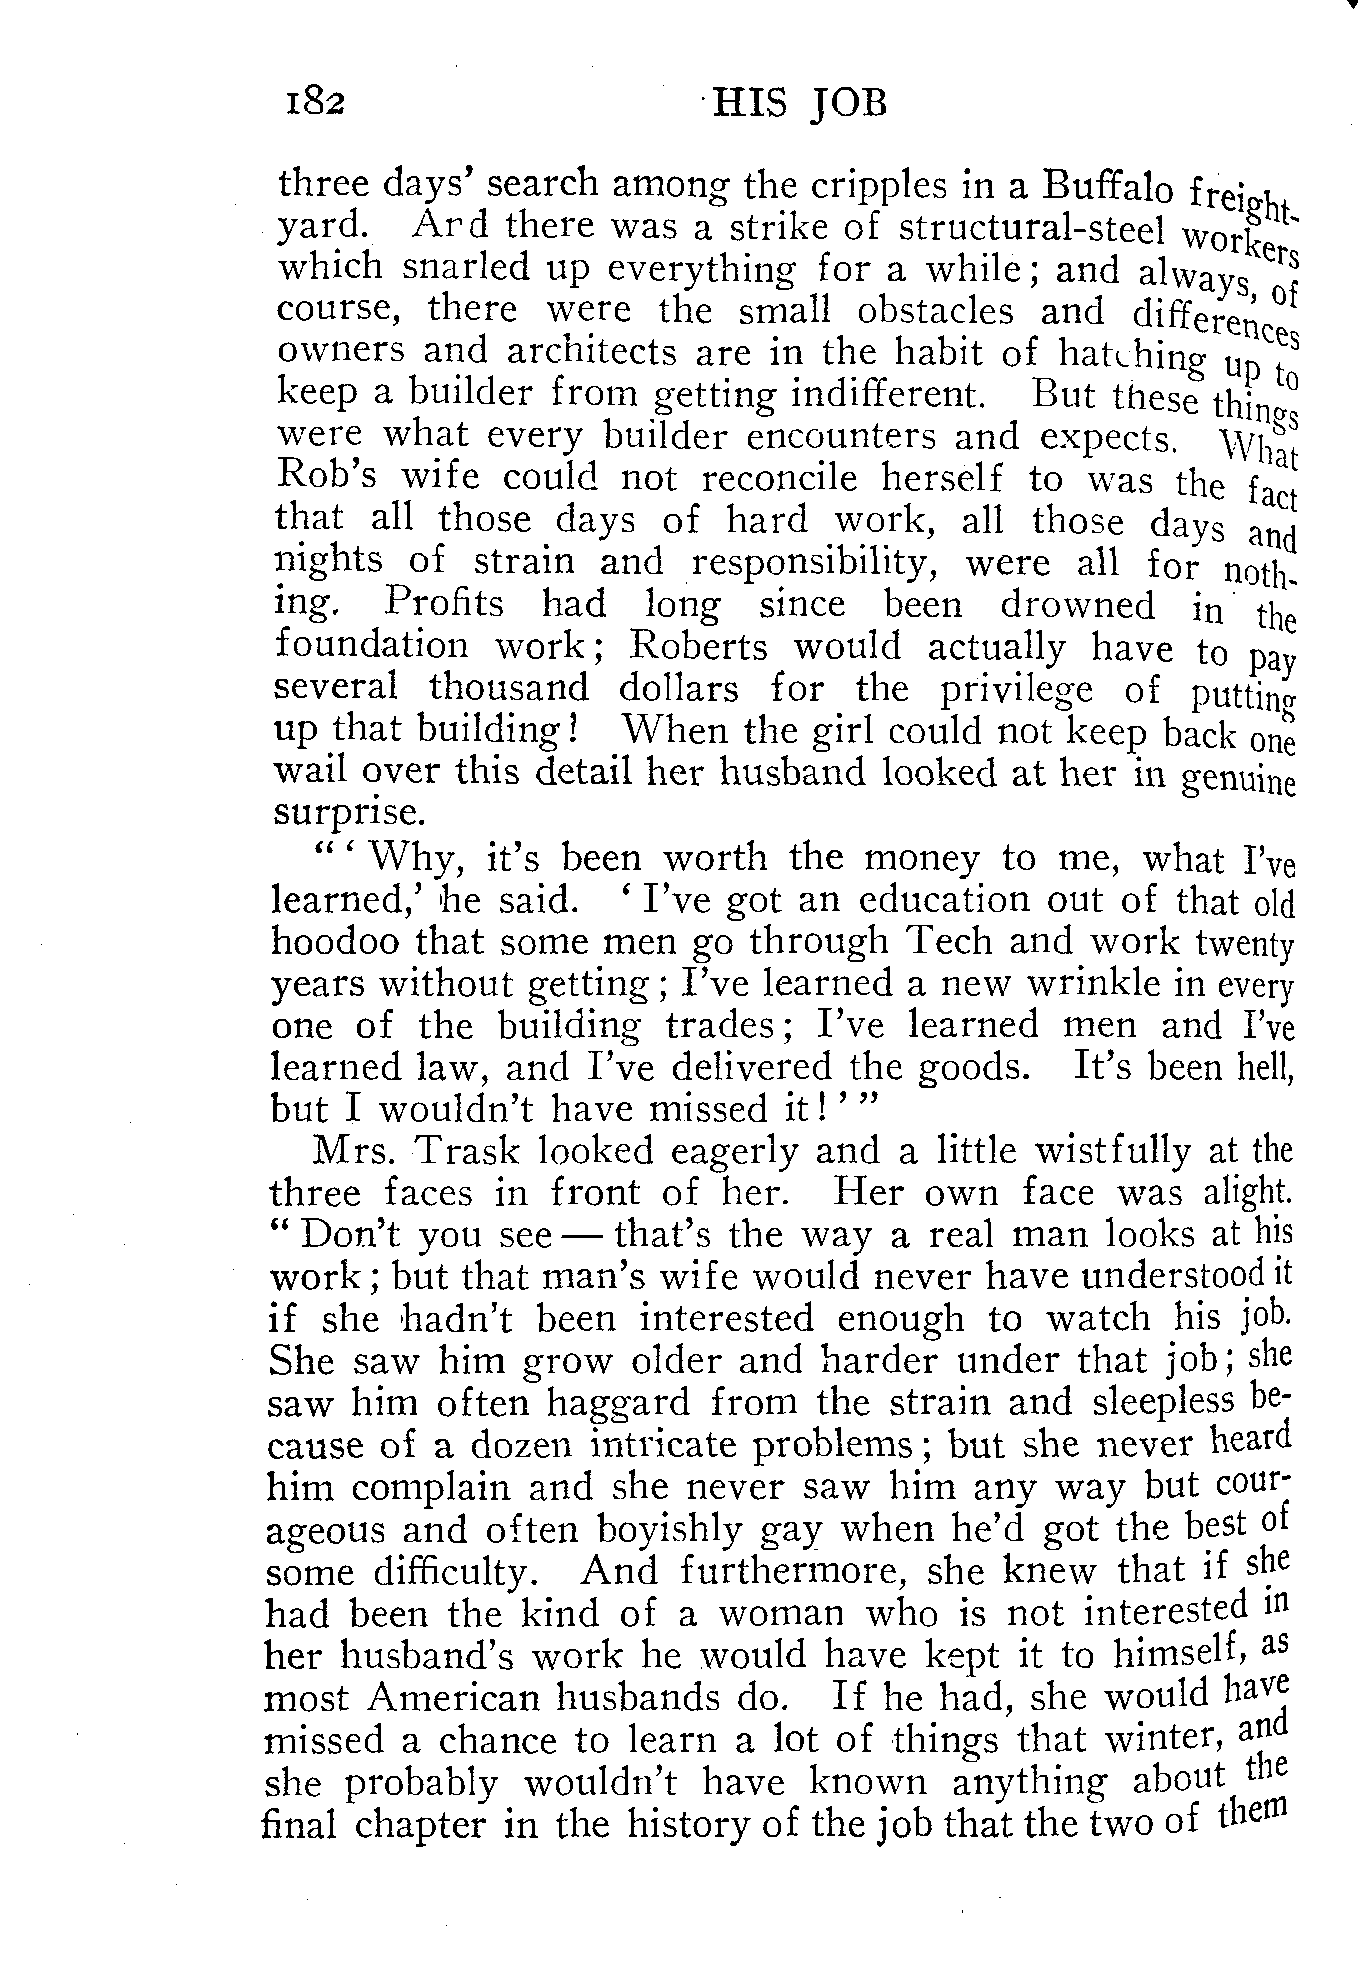 182 HIS JOB
three days' search among the cripples in a Buffalo freight-
yard. And there was a strike of structural-steel workers
which snarled up everything for a while; and always, of
course, there were the small obstacles and differences
owners and architects are in the habit of hatching up to
keep a builder from getting indifferent. But these things
were what every builder encounters and expects. What
Rob's wife could not reconcile herself to was the fact
that all those days of hard work, all those days and
nights of strain and responsibility, were all for noth-
ing. Profits had long since been drowned in the
foundation work; Roberts would actually have to pay
several thousand dollars for the privilege of putting
up that building! When the girl could not keep back one
wail over this detail her husband looked at her in genuine
surprise.
"'Why, it's been worth the money to me, what I've
learned,' he said. 'I've got an education out of that old
hoodoo that some men go through Tech and work twenty
years without getting; I've learned a new wrinkle in every
one of the building trades; I've learned men and I've
learned law, and I've delivered the goods. It's been hell,
but I wouldn't have missed it!'"
Mrs. Trask looked eagerly and a little wistfully at the
three faces in front of her. Her own face was alight.
"Don't you see—that's the way a real man looks at his
work; but that man's wife would never have understood it
if she hadn't been interested enough to watch his job.
She saw him grow older and harder under that job; she
saw him often haggard from the strain and sleepless be-
cause of a dozen intricate problems; but she never heard
him complain and she never saw him any way but cour-
ageous and often boyishly gay when he'd got the best of
some difficulty. And furthermore, she knew that if she
had been the kind of a woman who is not interested in
her husband's work he would have kept it to himself, as
most American husbands do. If he had, she would have
missed a chance to learn a lot of things that winter, and
she probably wouldn't have known anything about the
final chapter in the history of the job that the two of them